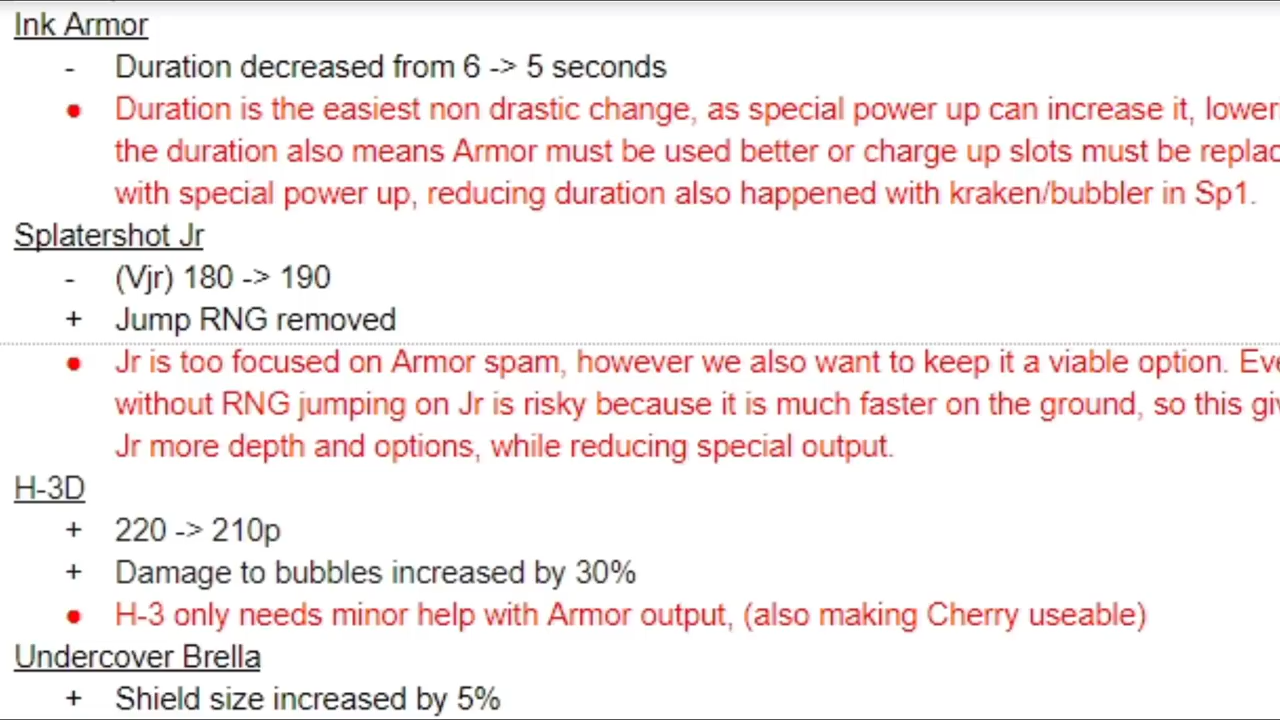 Ink Armor
- Duration decreased from 6 -> 5 seconds
● Duration is the easiest non drastic change, as special power up can increase it, lower
the duration also means Armor must be used better or charge up slots must be replac
with special power up, reducing duration also happened with kraken/bubbler in Sp1.
Splatershot Jr
- (Vjr) 180 -> 190
+ Jump RNG removed
● Jr is too focused on Armor spam, however we also want to keep it a viable option. Eve
without RNG jumping on Jr is risky because it is much faster on the ground, so this giv
Jr more depth and options, while reducing special output.
H-3D
+ 220 -> 210p
+ Damage to bubbles increased by 30%
● H-3 only needs minor help with Armor output, (also making Cherry useable)
Undercover Brella
+ Shield size increased by 5%